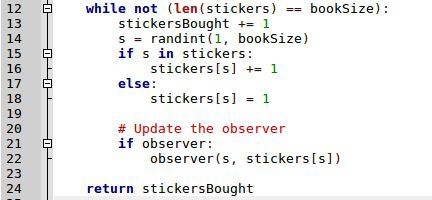 12 while not (len(stickers) == bookSize):
13 stickersBought += 1
14 s = randint(1, bookSize)
15 if s in stickers:
16 stickers[s] += 1
17 else:
18 stickers[s] = 1
19
20 # Update the observer
21 if observer:
22 observer(s, stickers[s])
23
24 return stickersBought
25